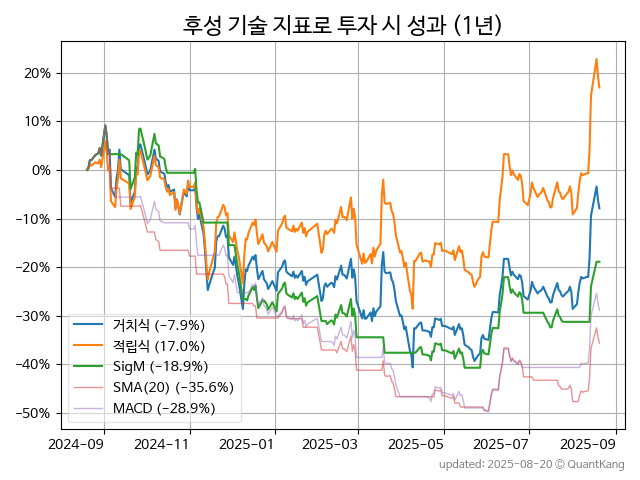 후성 기술 지표로 투자 시 성과 (1년)
20%
10%
0%
−10%
−20%
−30%
−40%
−50%
거치식 (−7.9%)
적립식 (17.0%)
SigM (−18.9%)
SMA(20) (−35.6%)
MACD (−28.9%)
2024-09 2024-11 2025-01 2025-03 2025-05 2025-07 2025-09
updated: 2025-08-20 © QuantKang